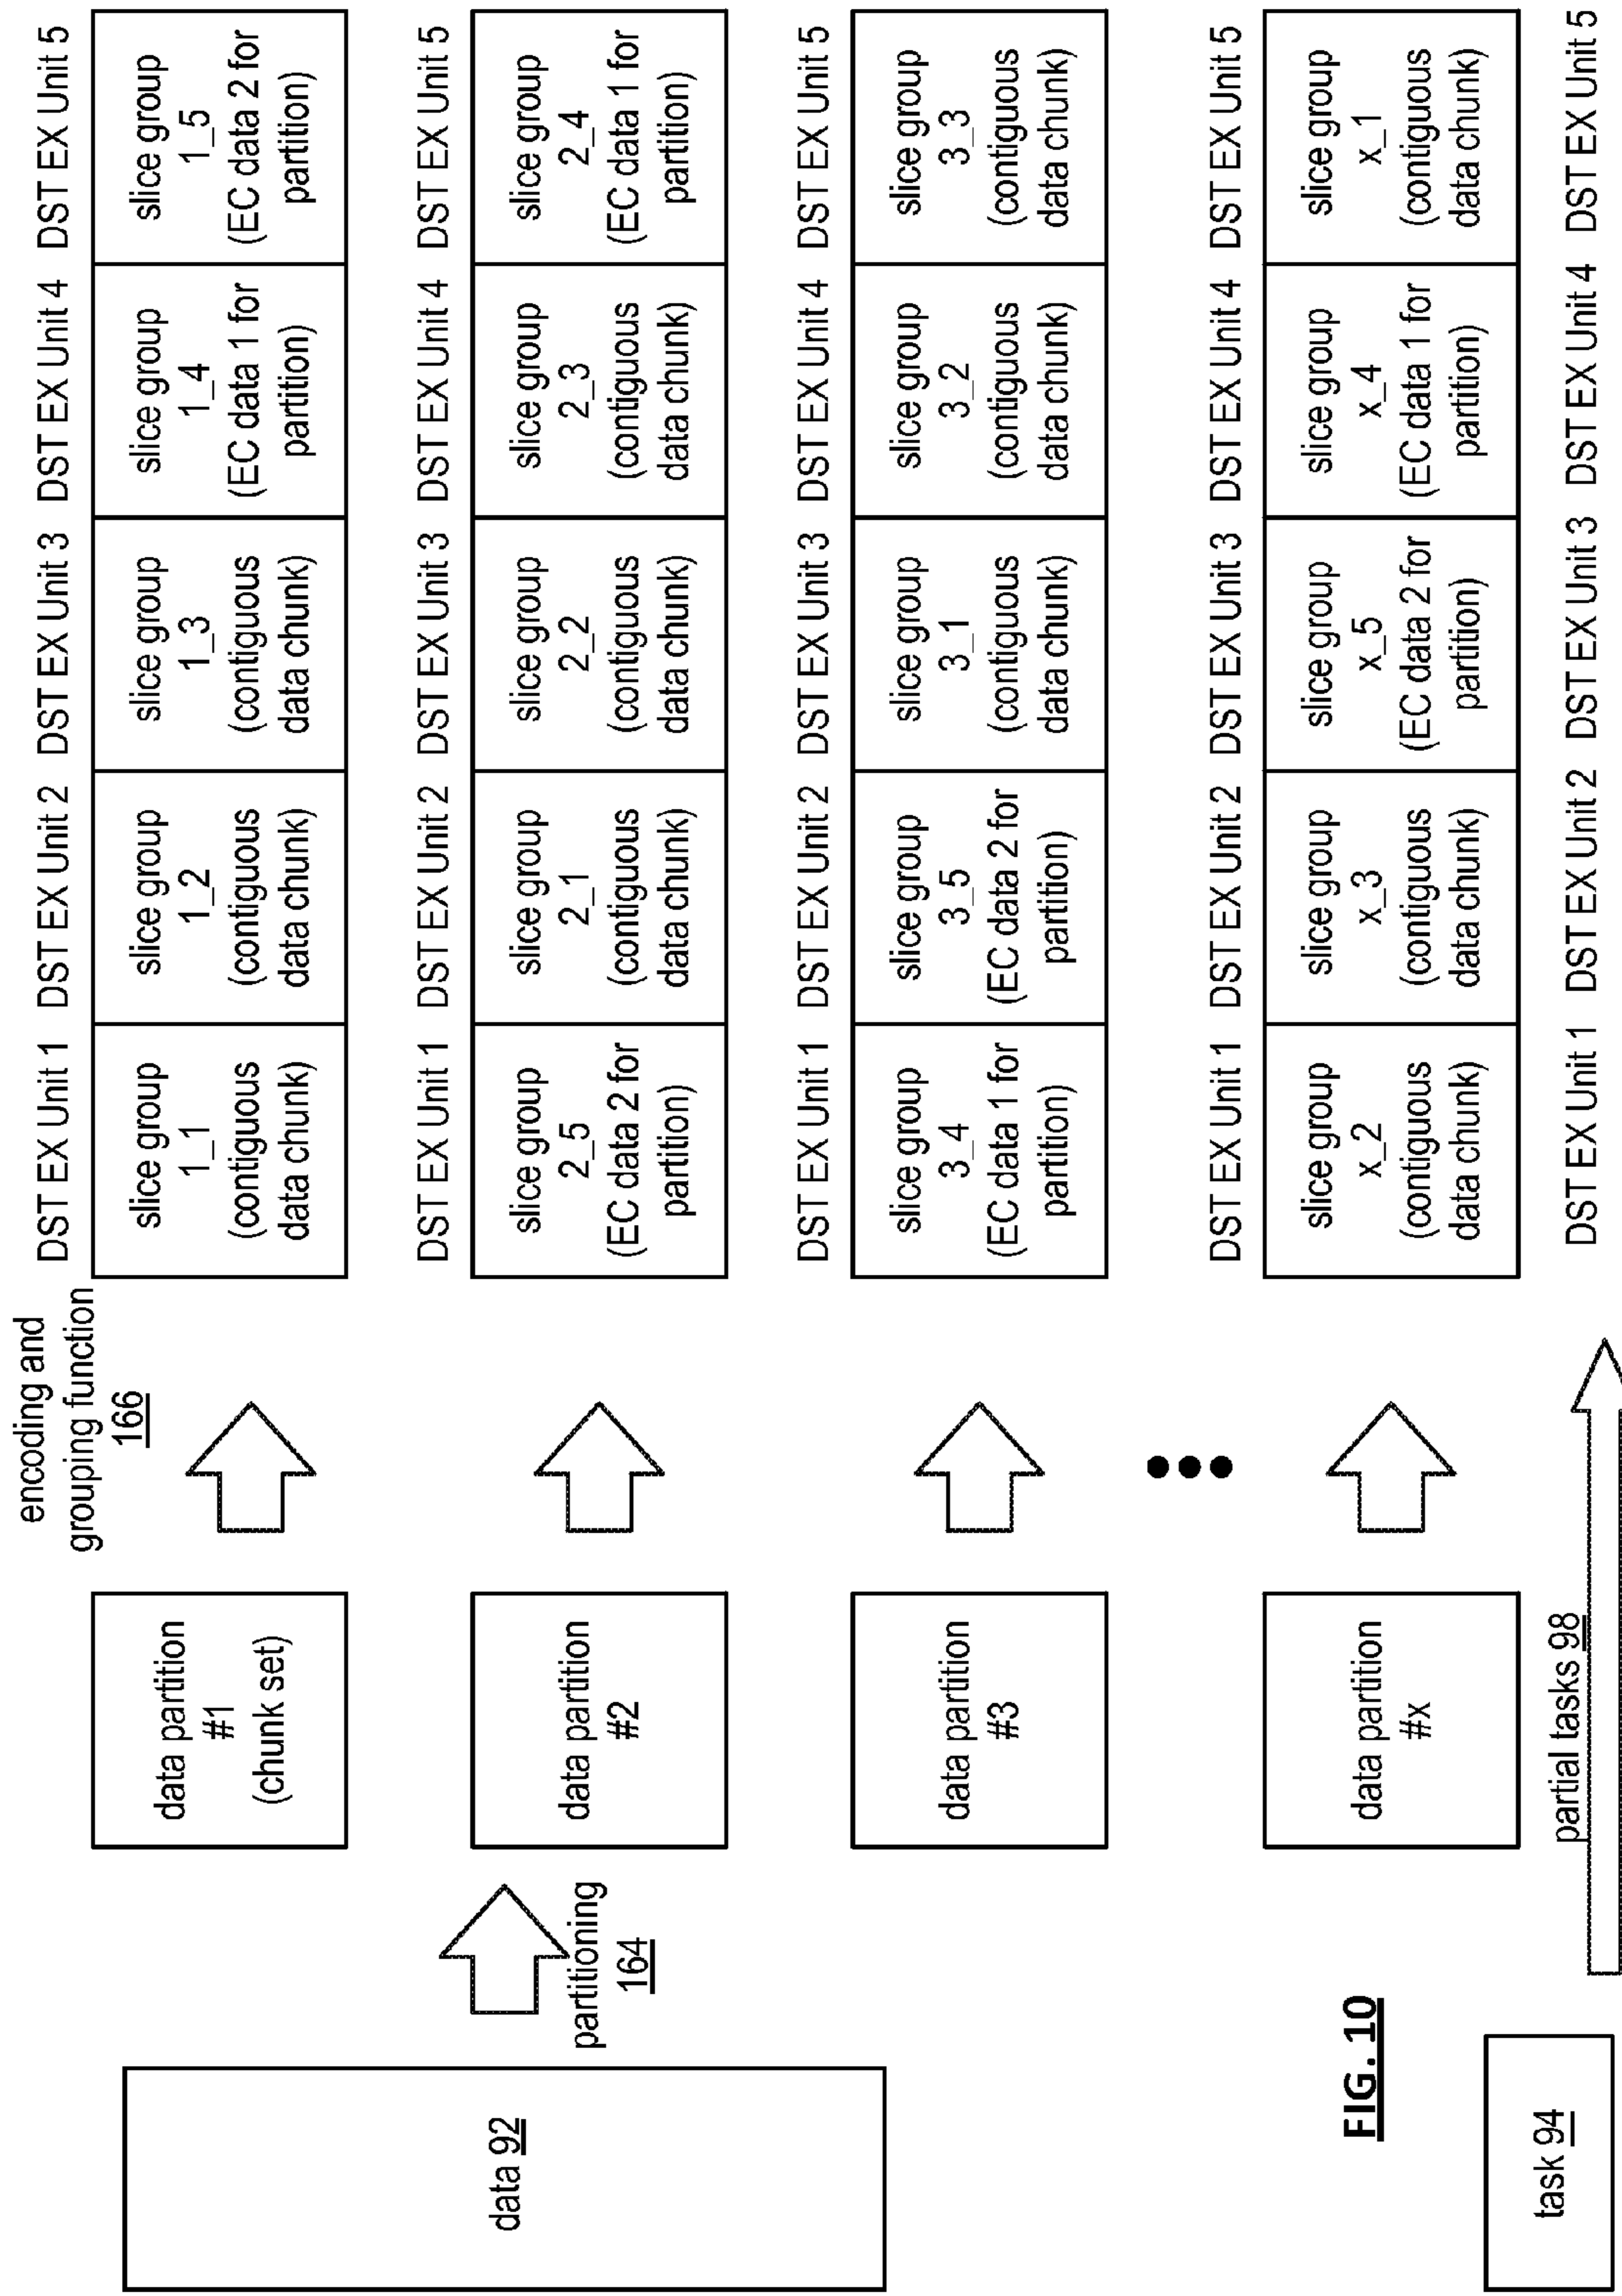 data 92
partitioning
164
data partition
#1
(chunk set)
data partition
#2
data partition
#3
data partition
#x
encoding and
grouping function
166
DST EX Unit 1 DST EX Unit 2 DST EX Unit 3 DST EX Unit 4 DST EX Unit 5
slice group
1_1
(contiguous
data chunk)
slice group
1_2
(contiguous
data chunk)
slice group
1_3
(contiguous
data chunk)
slice group
1_4
(EC data 1 for
partition)
slice group
1_5
(EC data 2 for
partition)
DST EX Unit 1 DST EX Unit 2 DST EX Unit 3 DST EX Unit 4 DST EX Unit 5
slice group
2_5
(EC data 2 for
partition)
slice group
2_1
(contiguous
data chunk)
slice group
2_2
(contiguous
data chunk)
slice group
2_3
(contiguous
data chunk)
slice group
2_4
(EC data 1 for
partition)
DST EX Unit 1 DST EX Unit 2 DST EX Unit 3 DST EX Unit 4 DST EX Unit 5
slice group
3_4
(EC data 1 for
partition)
slice group
3_5
(EC data 2 for
partition)
slice group
3_1
(contiguous
data chunk)
slice group
3_2
(contiguous
data chunk)
slice group
3_3
(contiguous
data chunk)
DST EX Unit 1 DST EX Unit 2 DST EX Unit 3 DST EX Unit 4 DST EX Unit 5
slice group
x_2
(contiguous
data chunk)
slice group
x_3
(contiguous
data chunk)
slice group
x_5
(EC data 2 for
partition)
slice group
x_4
(EC data 1 for
partition)
slice group
x_1
(contiguous
data chunk)
FIG. 10
task 94
partial tasks 98
DST EX Unit 1 DST EX Unit 2 DST EX Unit 3 DST EX Unit 4 DST EX Unit 5